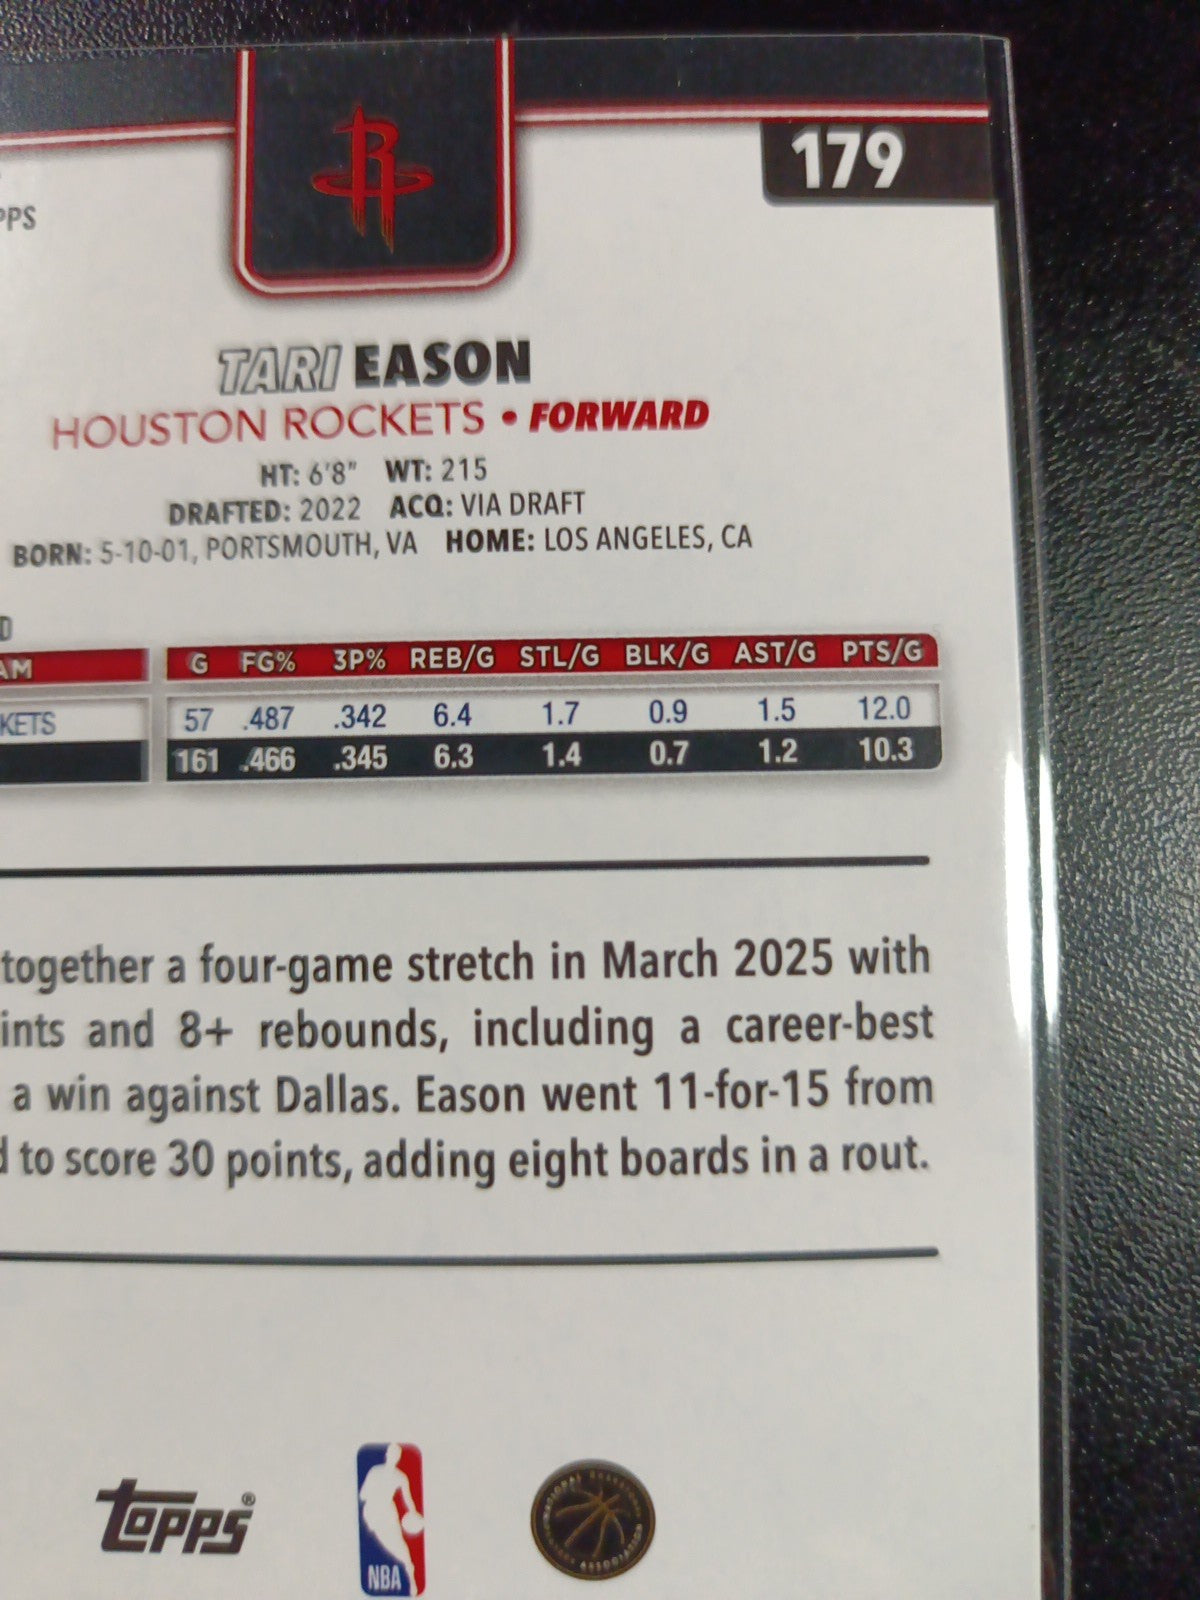 179
PPS
TARI EASON
HOUSTON ROCKETS • FORWARD
HT: 6'8" WT: 215
DRAFTED: 2022 ACQ: VIA DRAFT
BORN: 5-10-01, PORTSMOUTH, VA HOME: LOS ANGELES, CA
D
AM G FG% 3P% REB/G STL/G BLK/G AST/G PTS/G
KETS 57 .487 .342 6.4 1.7 0.9 1.5 12.0
161 .466 .345 6.3 1.4 0.7 1.2 10.3
together a four-game stretch in March 2025 with
ints and 8+ rebounds, including a career-best
a win against Dallas. Eason went 11-for-15 from
d to score 30 points, adding eight boards in a rout.
topps®
NBA